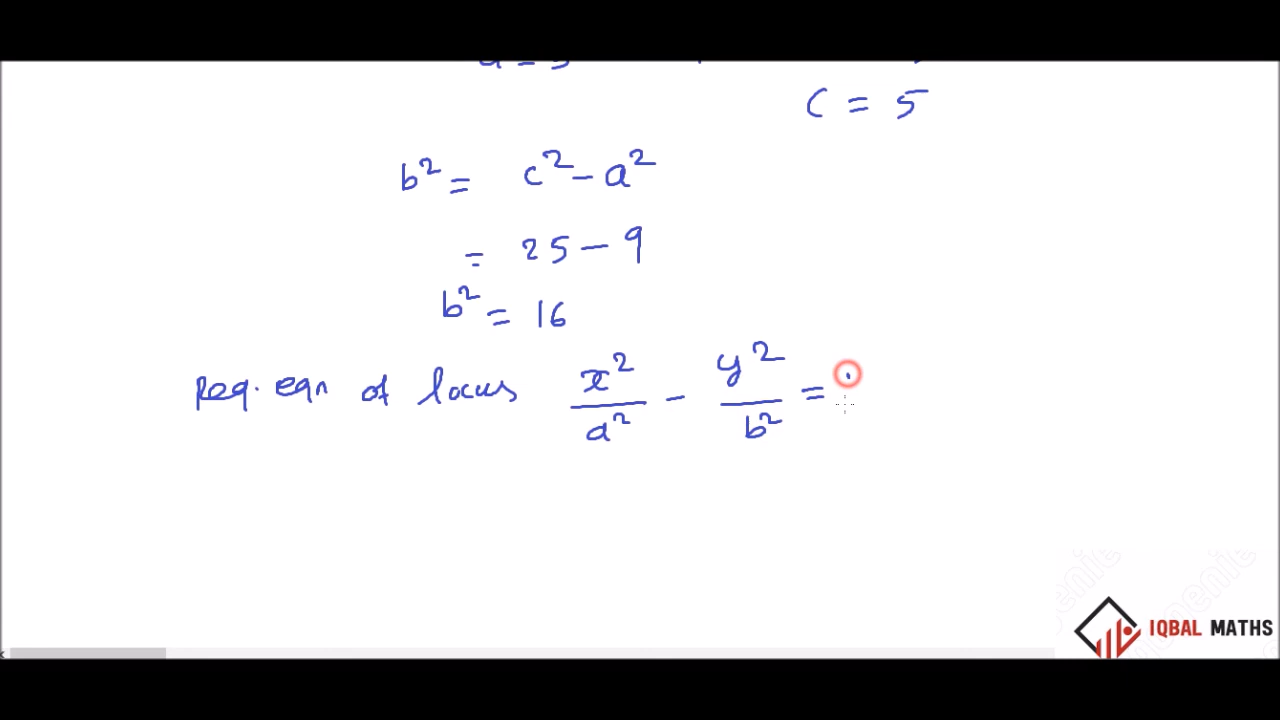 C = 5
b² = c² - a²
= 25 - 9
b² = 16
Req. eqn of locus x²/a² - y²/b² =
IQBAL MATHS